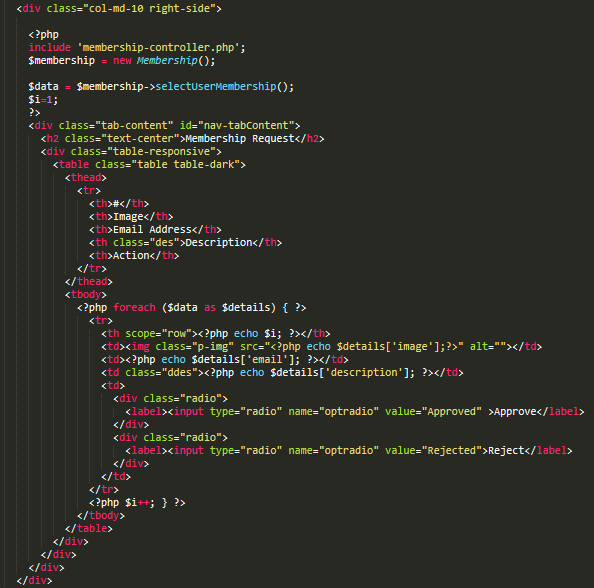 <div class="col-md-10 right-side">
<?php
include 'membership-controller.php';
$membership = new Membership();
$data = $membership->selectUserMembership();
$i=1;
?>
<div class="tab-content" id="nav-tabContent">
<h2 class="text-center">Membership Request</h2>
<div class="table-responsive">
<table class="table table-dark">
<thead>
<tr>
<th>#</th>
<th>Image</th>
<th>Email Address</th>
<th class="des">Description</th>
<th>Action</th>
</tr>
</thead>
<tbody>
<?php foreach ($data as $details) { ?>
<tr>
<th scope="row"><?php echo $i; ?></th>
<td><img class="p-img" src="<?php echo $details['image'];?>" alt=""></td>
<td><?php echo $details['email']; ?></td>
<td class="ddes"><?php echo $details['description']; ?></td>
<td>
<div class="radio">
<label><input type="radio" name="optradio" value="Approved" >Approve</label>
</div>
<div class="radio">
<label><input type="radio" name="optradio" value="Rejected">Reject</label>
</div>
</td>
</tr>
<?php $i++; } ?>
</tbody>
</table>
</div>
</div>
</div>
</div>